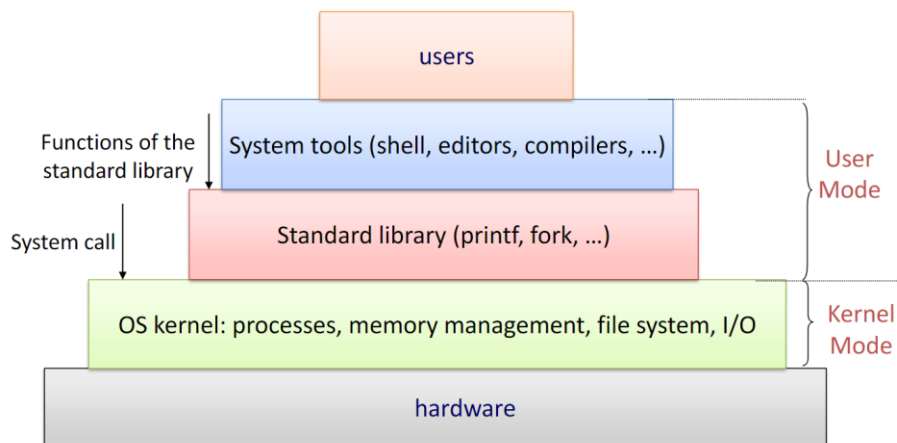 users
Functions of the
standard library
System tools (shell, editors, compilers, …)
User
Mode
System call
Standard library (printf, fork, …)
OS kernel: processes, memory management, file system, I/O
Kernel
Mode
hardware